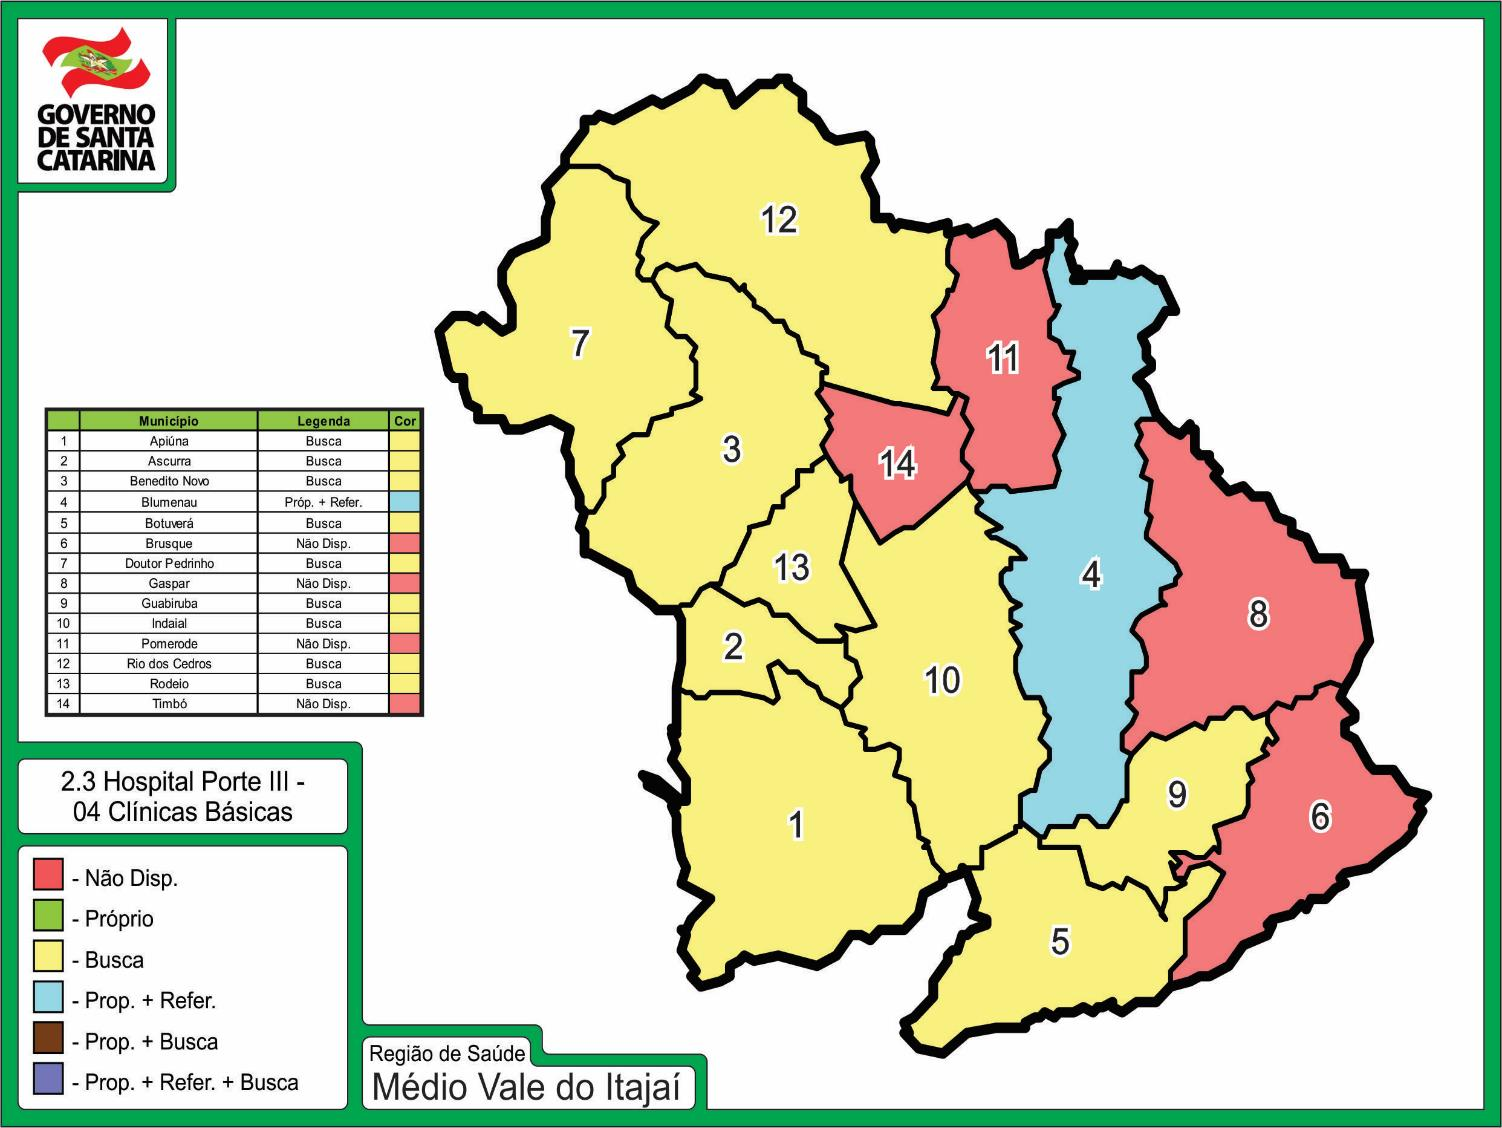 GOVERNO
DE SANTA
CATARINA
12
11
7
3
14
13
4
8
2
10
9
1
6
5
Município Legenda Cor
1 Apiúna Busca
2 Ascurra Busca
3 Benedito Novo Busca
4 Blumenau Próp. + Refer.
5 Botuverá Busca
6 Brusque Não Disp.
7 Doutor Pedrinho Busca
8 Gaspar Não Disp.
9 Guabiruba Busca
10 Indaial Busca
11 Pomerode Não Disp.
12 Rio dos Cedros Busca
13 Rodeio Busca
14 Timbó Não Disp.
2.3 Hospital Porte III -
04 Clínicas Básicas
- Não Disp.
- Próprio
- Busca
- Prop. + Refer.
- Prop. + Busca
- Prop. + Refer. + Busca
Região de Saúde
Médio Vale do Itajaí